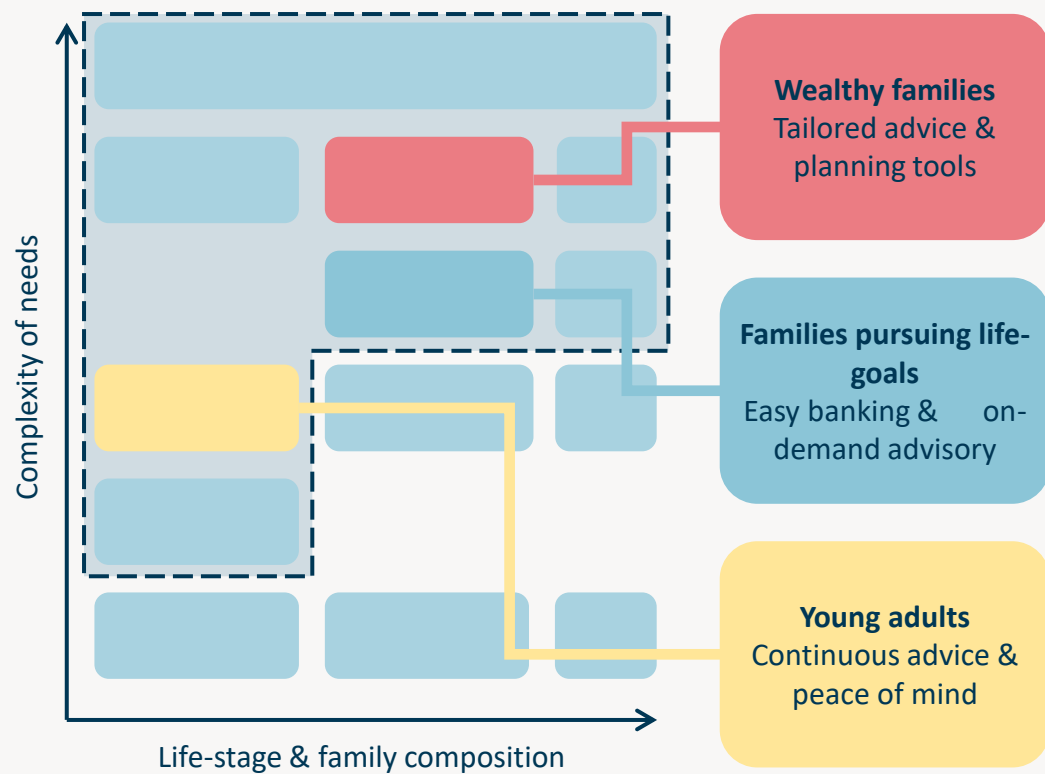 Complexity of needs
Life-stage & family composition
Wealthy families
Tailored advice &
planning tools
Families pursuing life-
goals
Easy banking & on-
demand advisory
Young adults
Continuous advice &
peace of mind